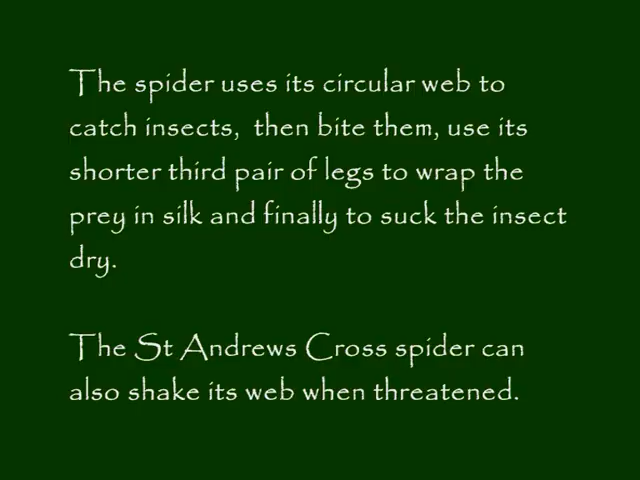 The spider uses its circular web to
catch insects,  then bite them, use its
shorter third pair of legs to wrap the
prey in silk and finally to suck the insect
dry.
The St Andrews Cross spider can
also shake its web when threatened.